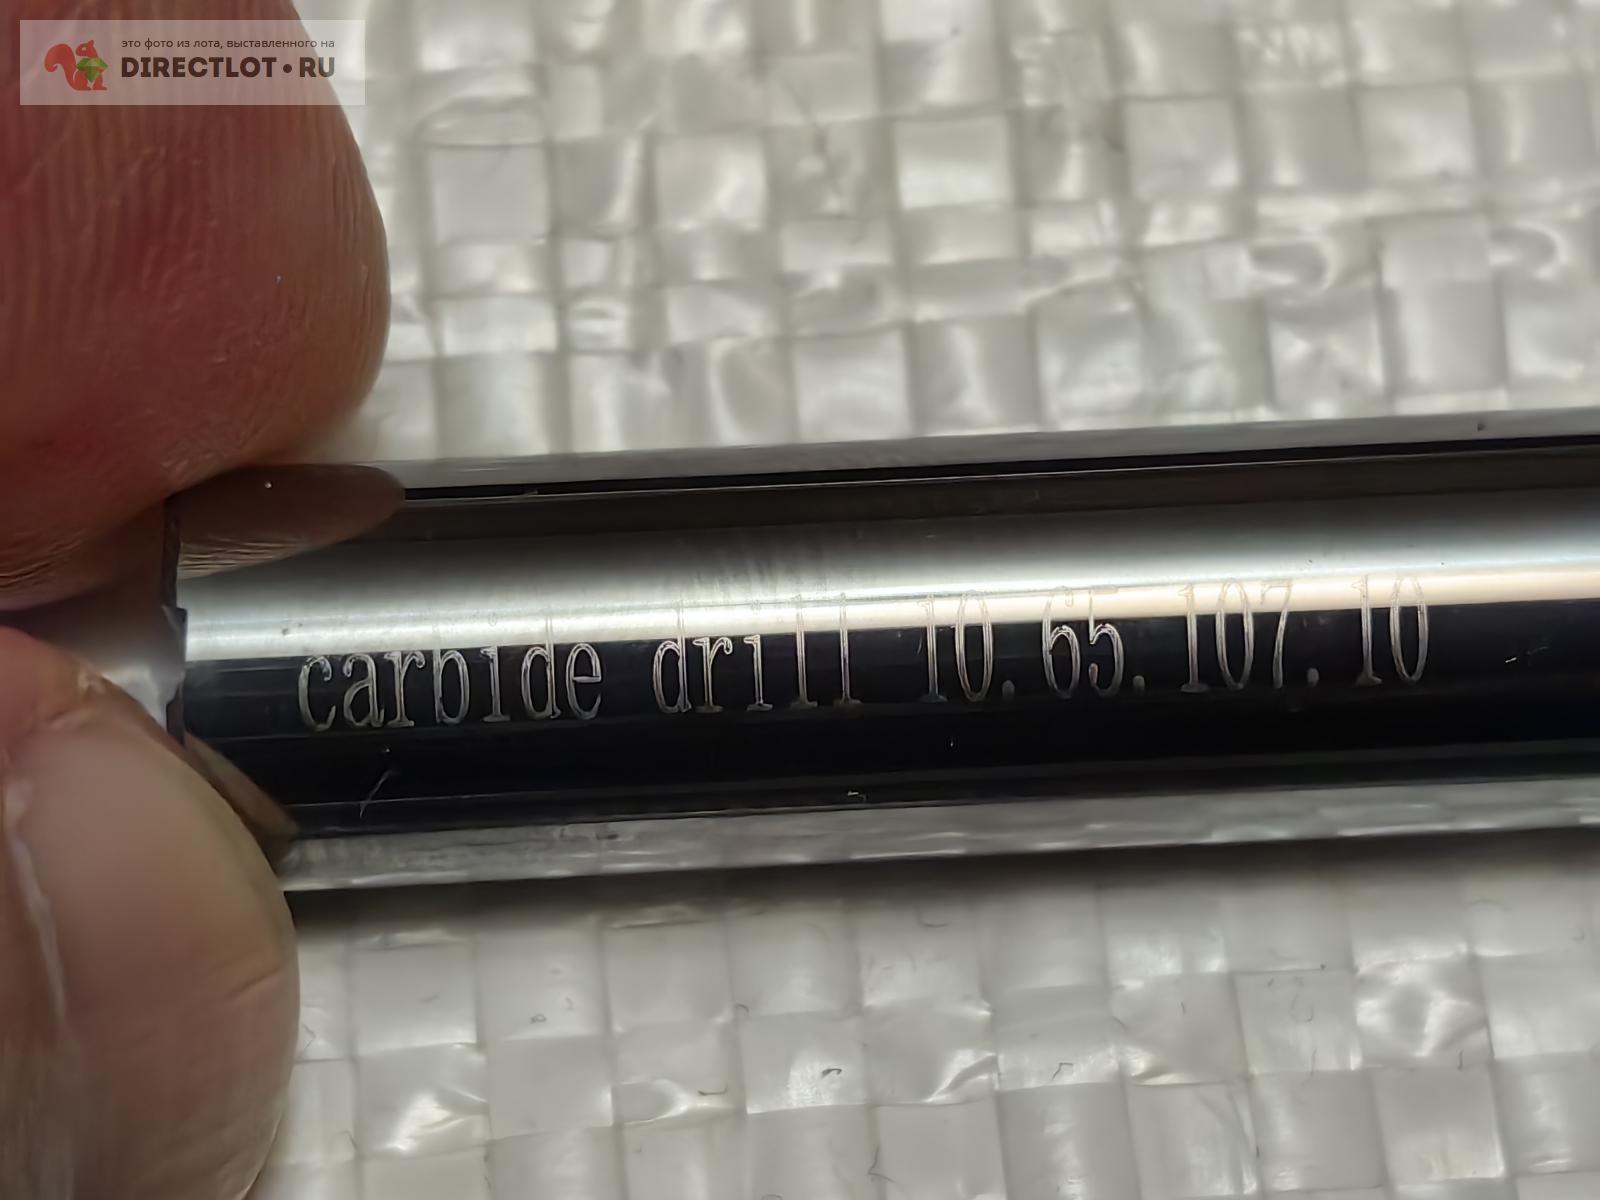 это фото из лота, выставленного на
DIRECTLOT•RU
carbide drill 10. 65. 107. 10